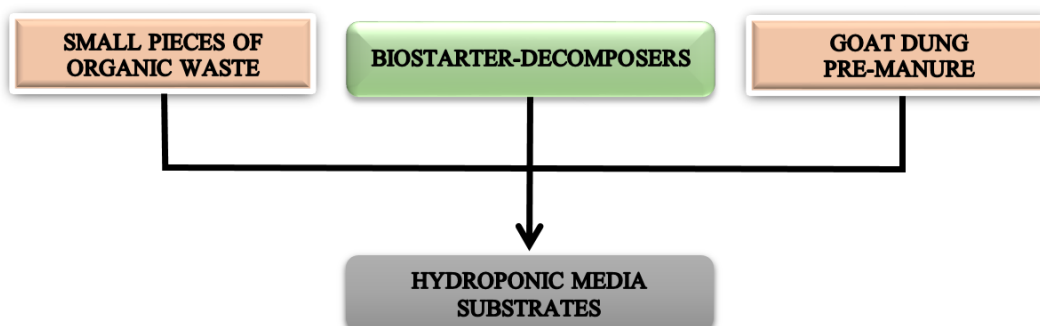 SMALL PIECES OF
ORGANIC WASTE
BIOSTARTER-DECOMPOSERS
GOAT DUNG
PRE-MANURE
HYDROPONIC MEDIA
SUBSTRATES